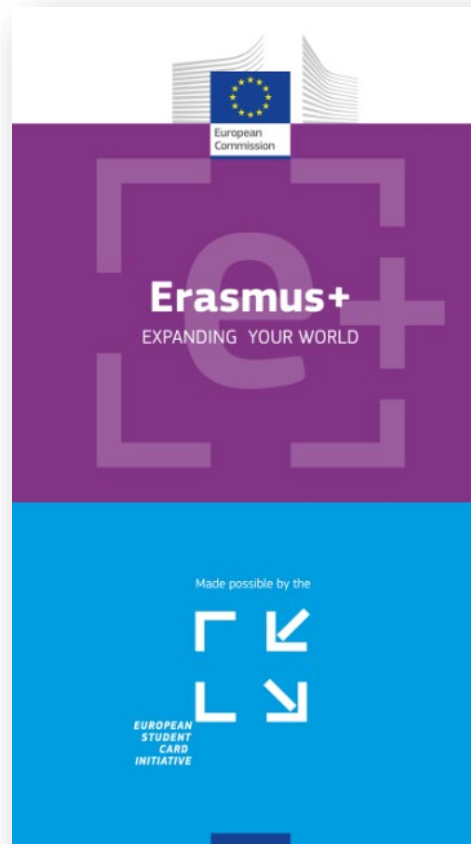 European
Commission
e+
Erasmus+
EXPANDING YOUR WORLD
Made possible by the
EUROPEAN
STUDENT
CARD
INITIATIVE